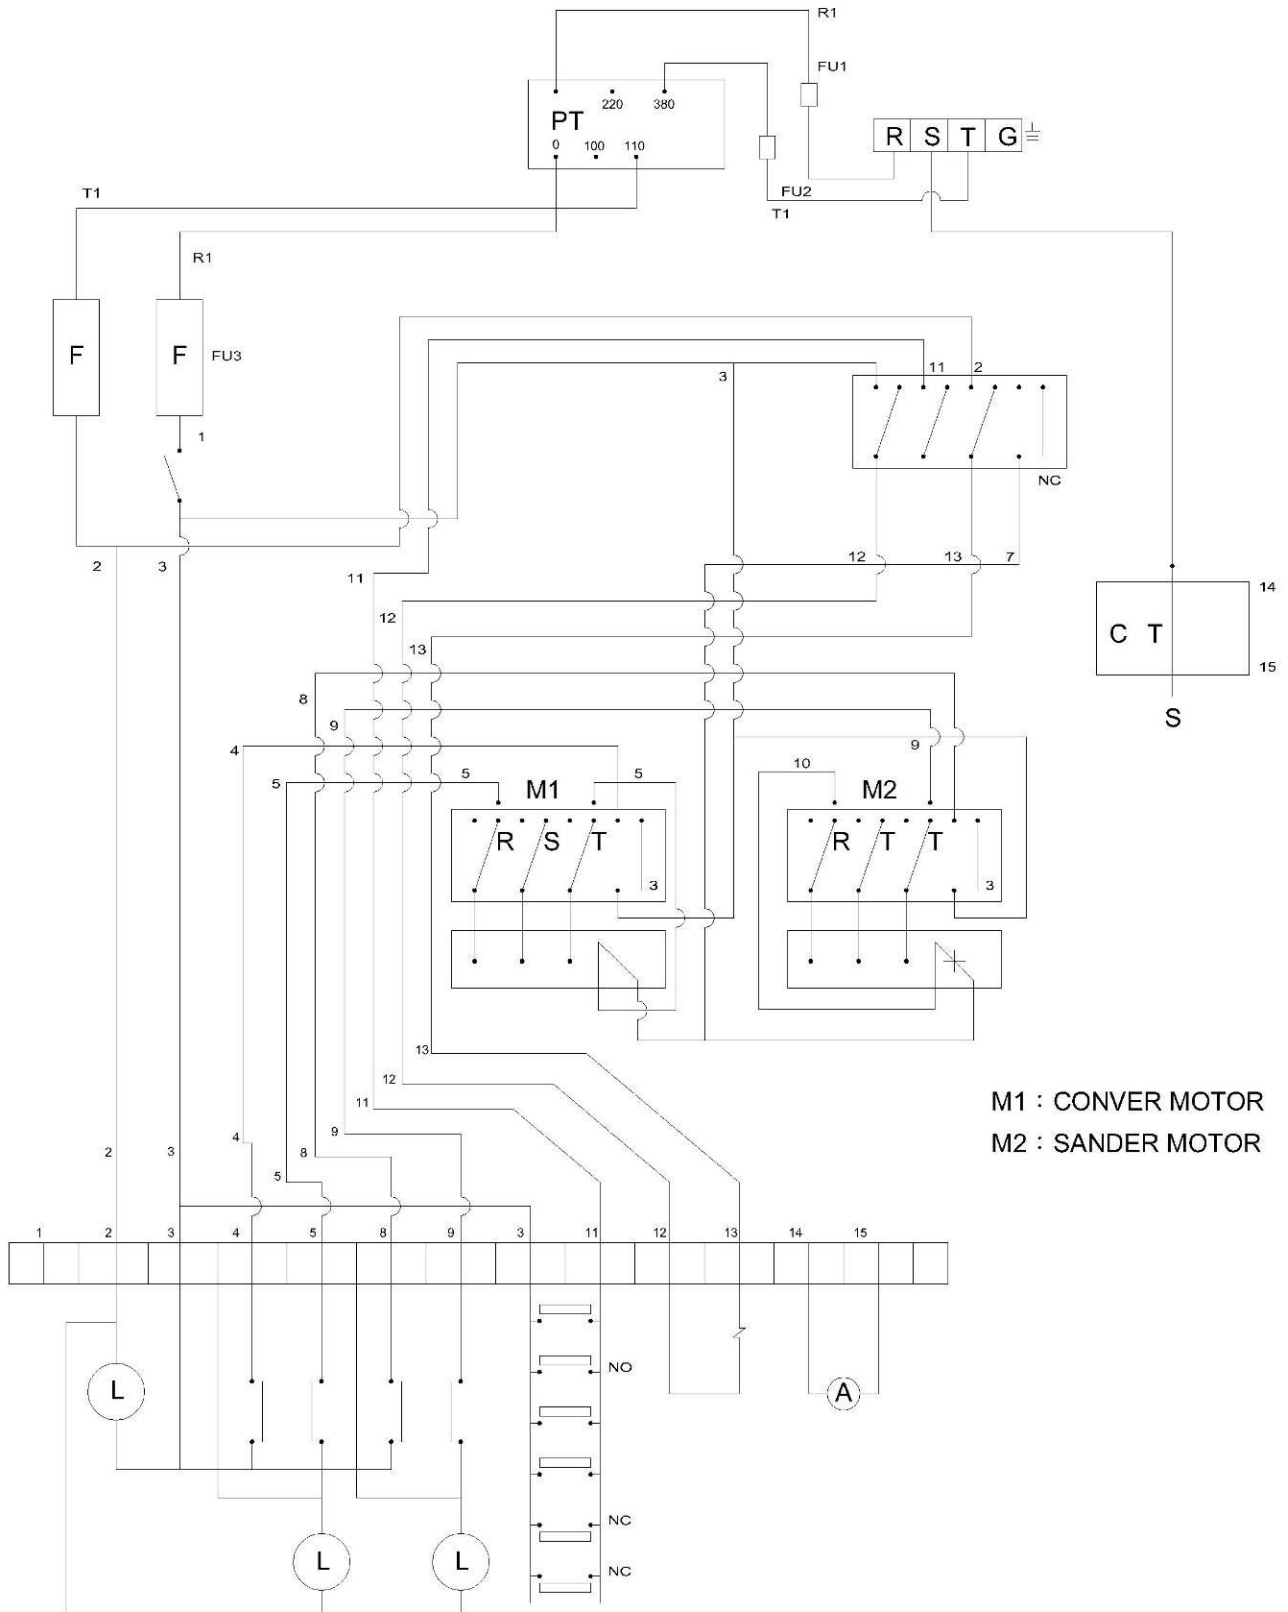 R1
FU1
220 380
PT
0 100 110
R S T G
T1
FU2
T1
R1
F F FU3
3 11 2
1
NC
2 3 11 12 13 7
12
14
13
C T
15
8
S
9
4 9
5 5 5 10
M1 M2
R S T R T T
3 3
13
12
11
M1 : CONVER MOTOR
M2 : SANDER MOTOR
4 9
2 3 8
5
1 2 3 4 5 8 9 3 11 12 13 14 15
NO
L A
NC
L L
NC